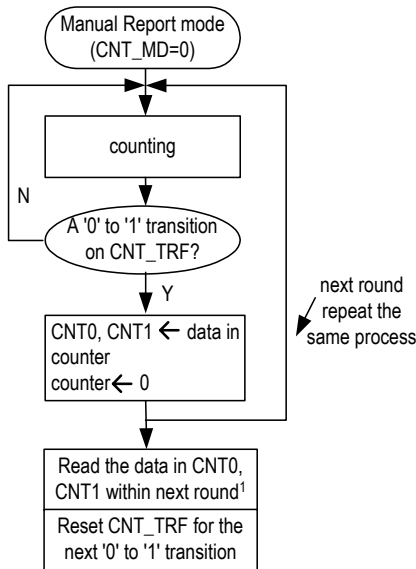 Manual Report mode
(CNT_MD=0)
counting
N
A '0' to '1' transition
on CNT_TRF?
Y
next round
repeat the
same process
CNT0, CNT1 ← data in
counter
counter← 0
Read the data in CNT0,
CNT1 within next round¹
Reset CNT_TRF for the
next '0' to '1' transition